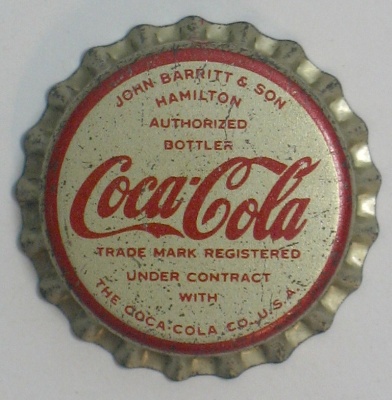 JOHN BARRITT & SON
HAMILTON
AUTHORIZED
BOTTLER
Coca-Cola
TRADE MARK REGISTERED
UNDER CONTRACT
WITH
THE COCA-COLA CO., U.S.A.